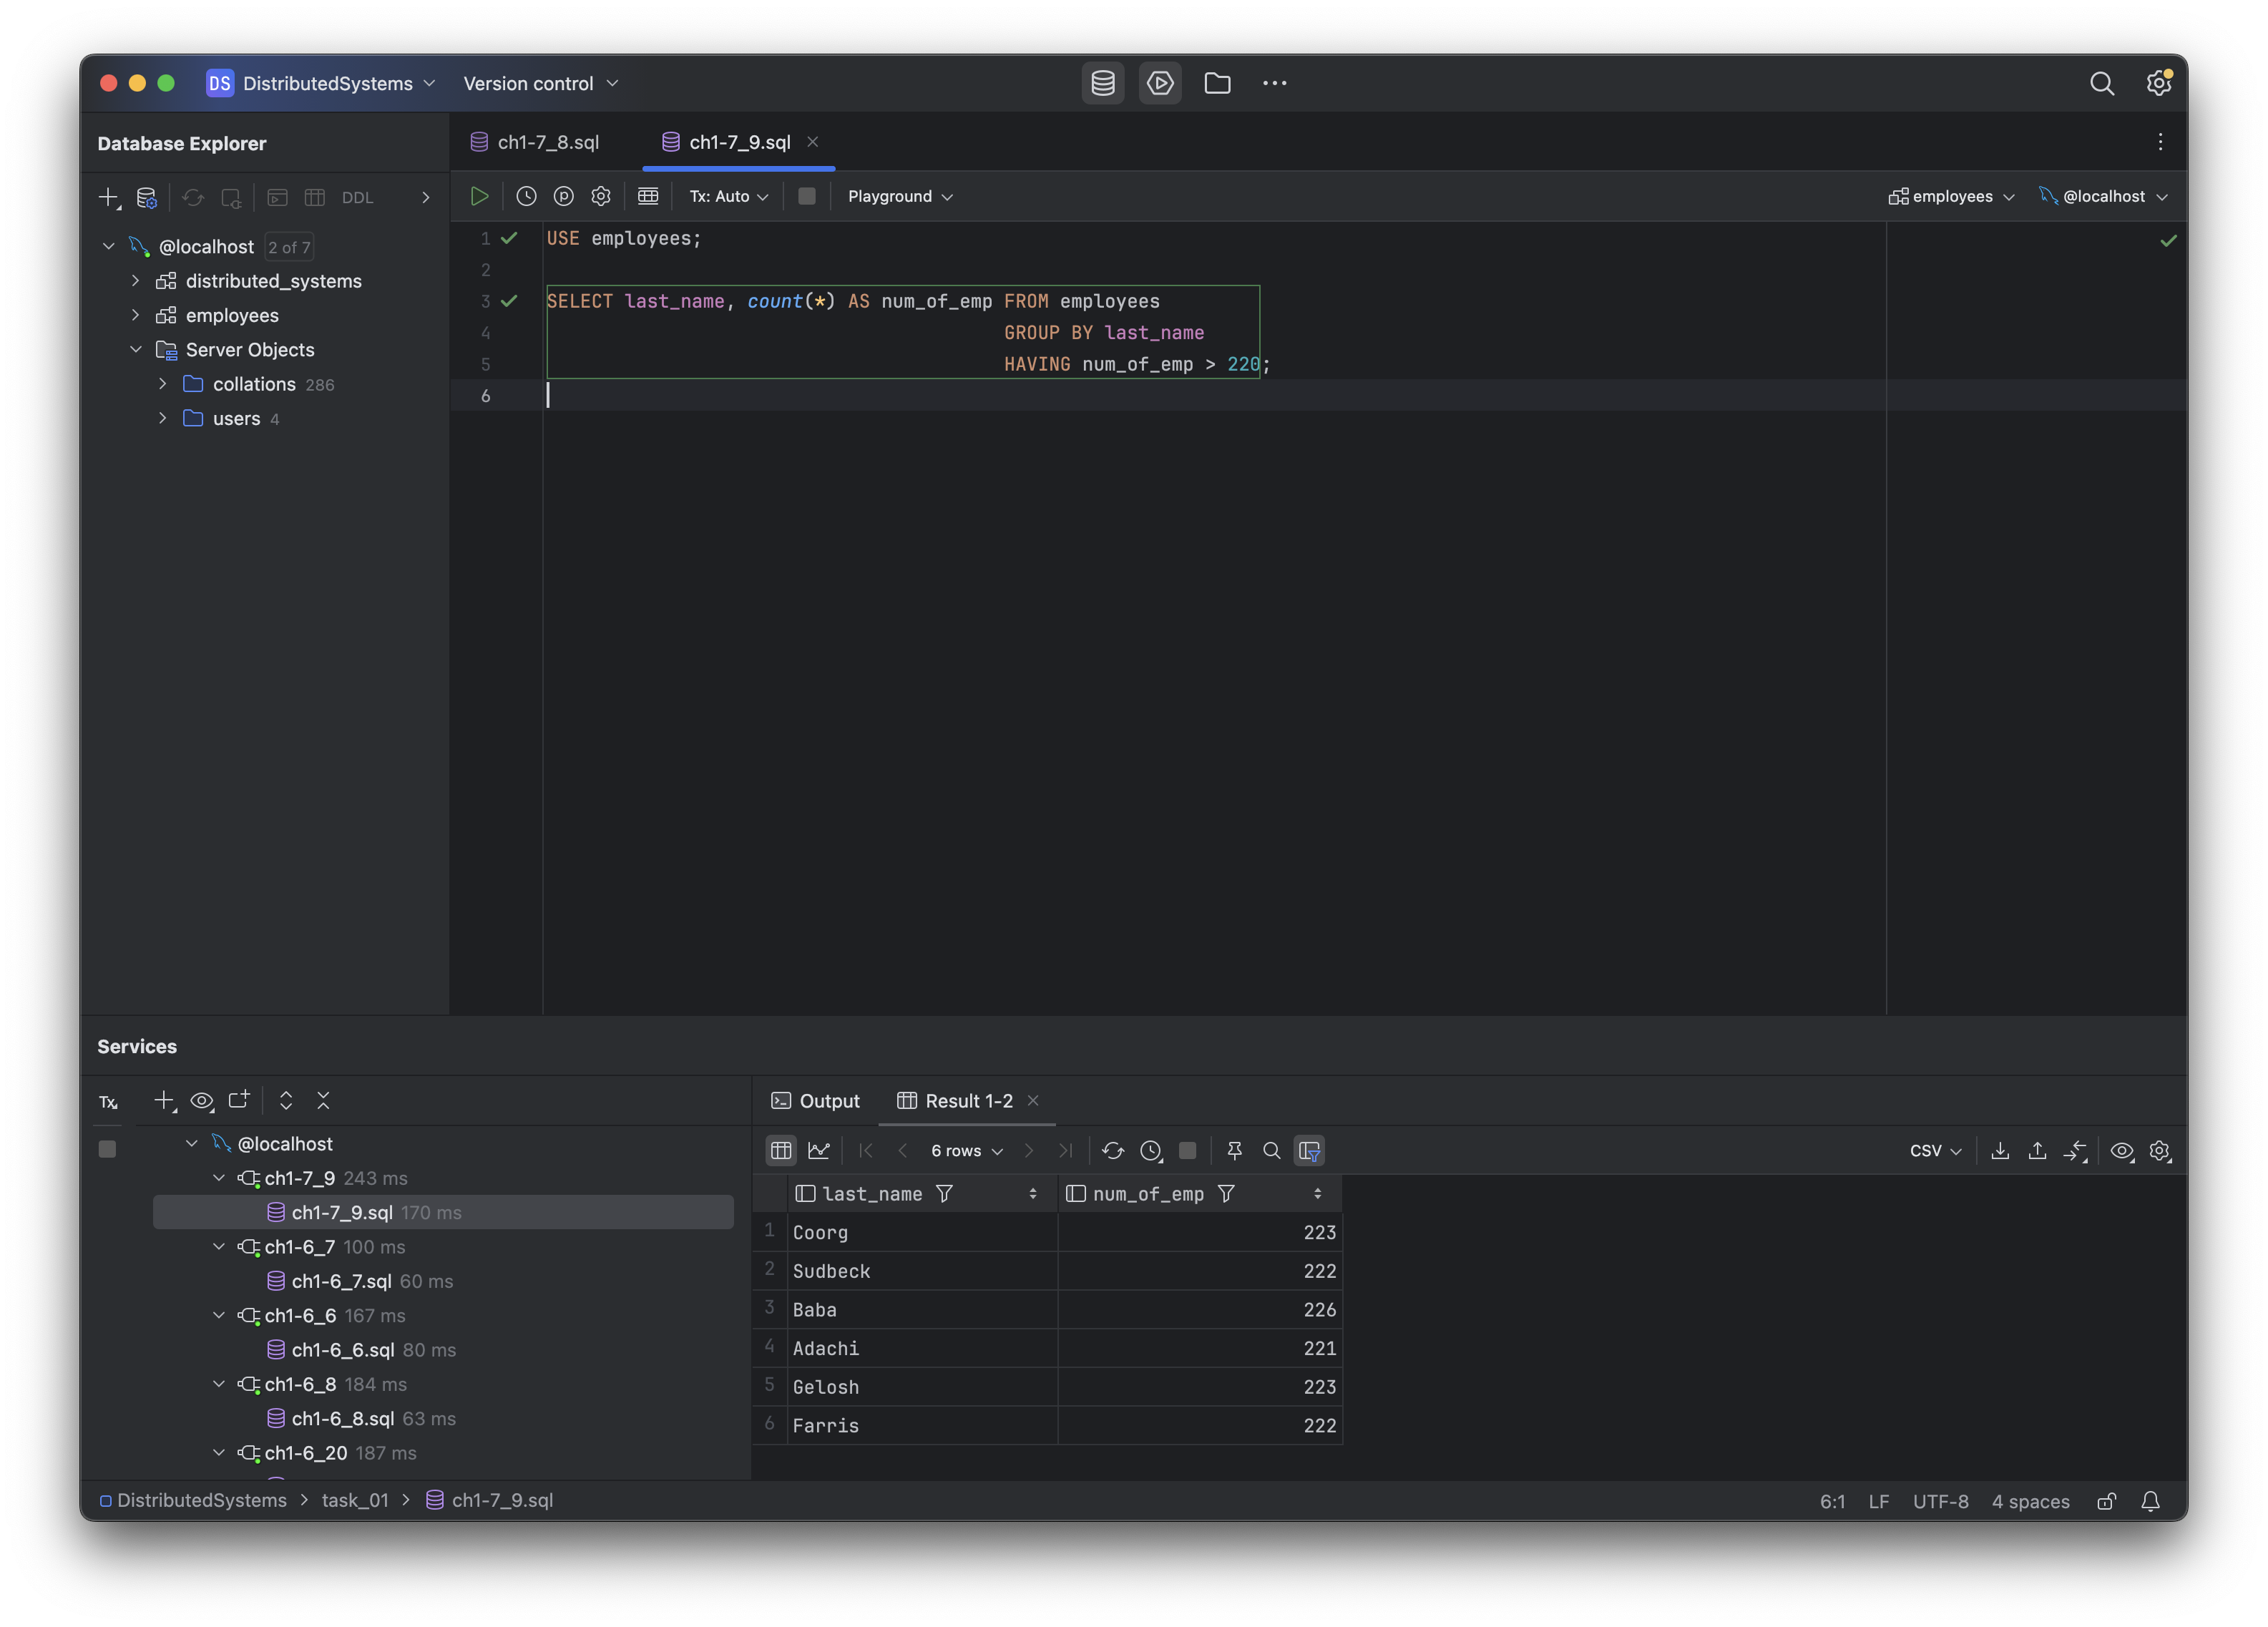 DS DistributedSystems Version control
Database Explorer
ch1-7_8.sql ch1-7_9.sql
DDL
Tx: Auto Playground employees @localhost
@localhost 2 of 7
distributed_systems
employees
Server Objects
collations 286
users 4
1 USE employees;
2
3 SELECT last_name, count(*) AS num_of_emp FROM employees
4 GROUP BY last_name
5 HAVING num_of_emp > 220;
6
Services
Tx
@localhost
ch1-7_9 243 ms
ch1-7_9.sql 170 ms
ch1-6_7 100 ms
ch1-6_7.sql 60 ms
ch1-6_6 167 ms
ch1-6_6.sql 80 ms
ch1-6_8 184 ms
ch1-6_8.sql 63 ms
ch1-6_20 187 ms
Output Result 1-2
6 rows CSV
last_name num_of_emp
1 Coorg 223
2 Sudbeck 222
3 Baba 226
4 Adachi 221
5 Gelosh 223
6 Farris 222
DistributedSystems > task_01 > ch1-7_9.sql
6:1 LF UTF-8 4 spaces